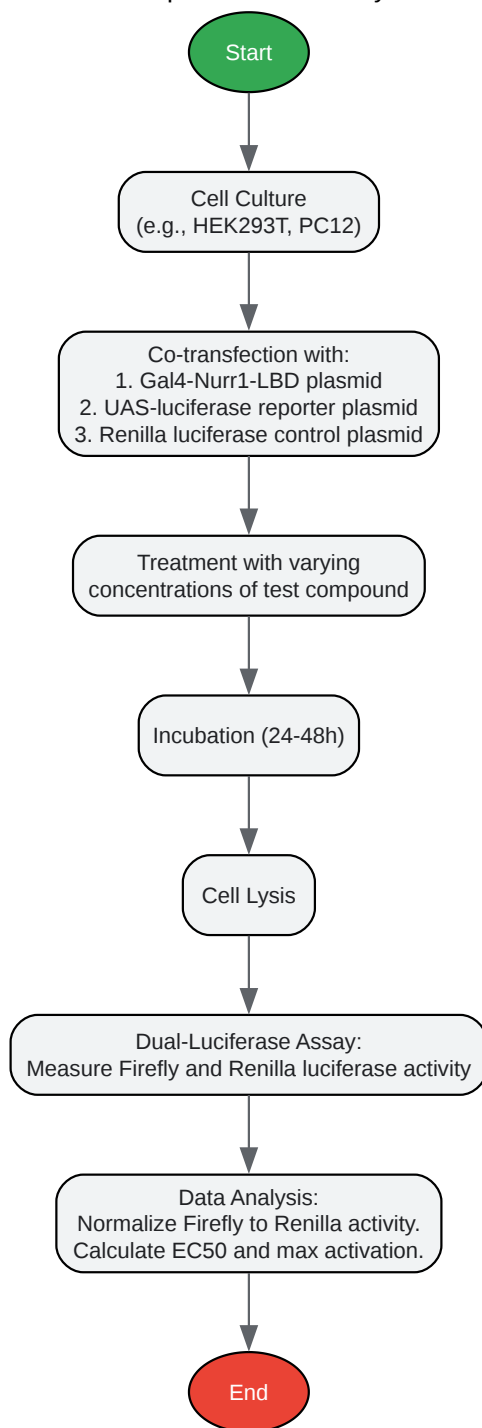 Start
Cell Culture
(e.g., HEK293T, PC12)
Co-transfection with:
1. Gal4-Nurr1-LBD plasmid
2. UAS-luciferase reporter plasmid
3. Renilla luciferase control plasmid
Treatment with varying
concentrations of test compound
Incubation (24-48h)
Cell Lysis
Dual-Luciferase Assay:
Measure Firefly and Renilla luciferase activity
Data Analysis:
Normalize Firefly to Renilla activity.
Calculate EC50 and max activation.
End